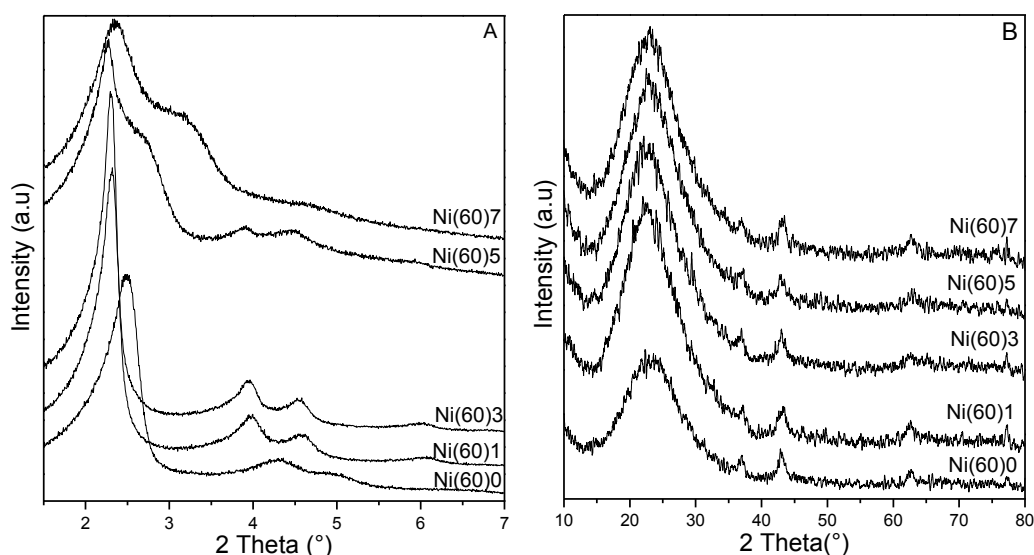 A
Intensity (a.u)
Ni(60)7
Ni(60)5
Ni(60)3
Ni(60)1
Ni(60)0
2 3 4 5 6 7
2 Theta (°)
B
Intensity (a.u)
Ni(60)7
Ni(60)5
Ni(60)3
Ni(60)1
Ni(60)0
10 20 30 40 50 60 70 80
2 Theta(°)